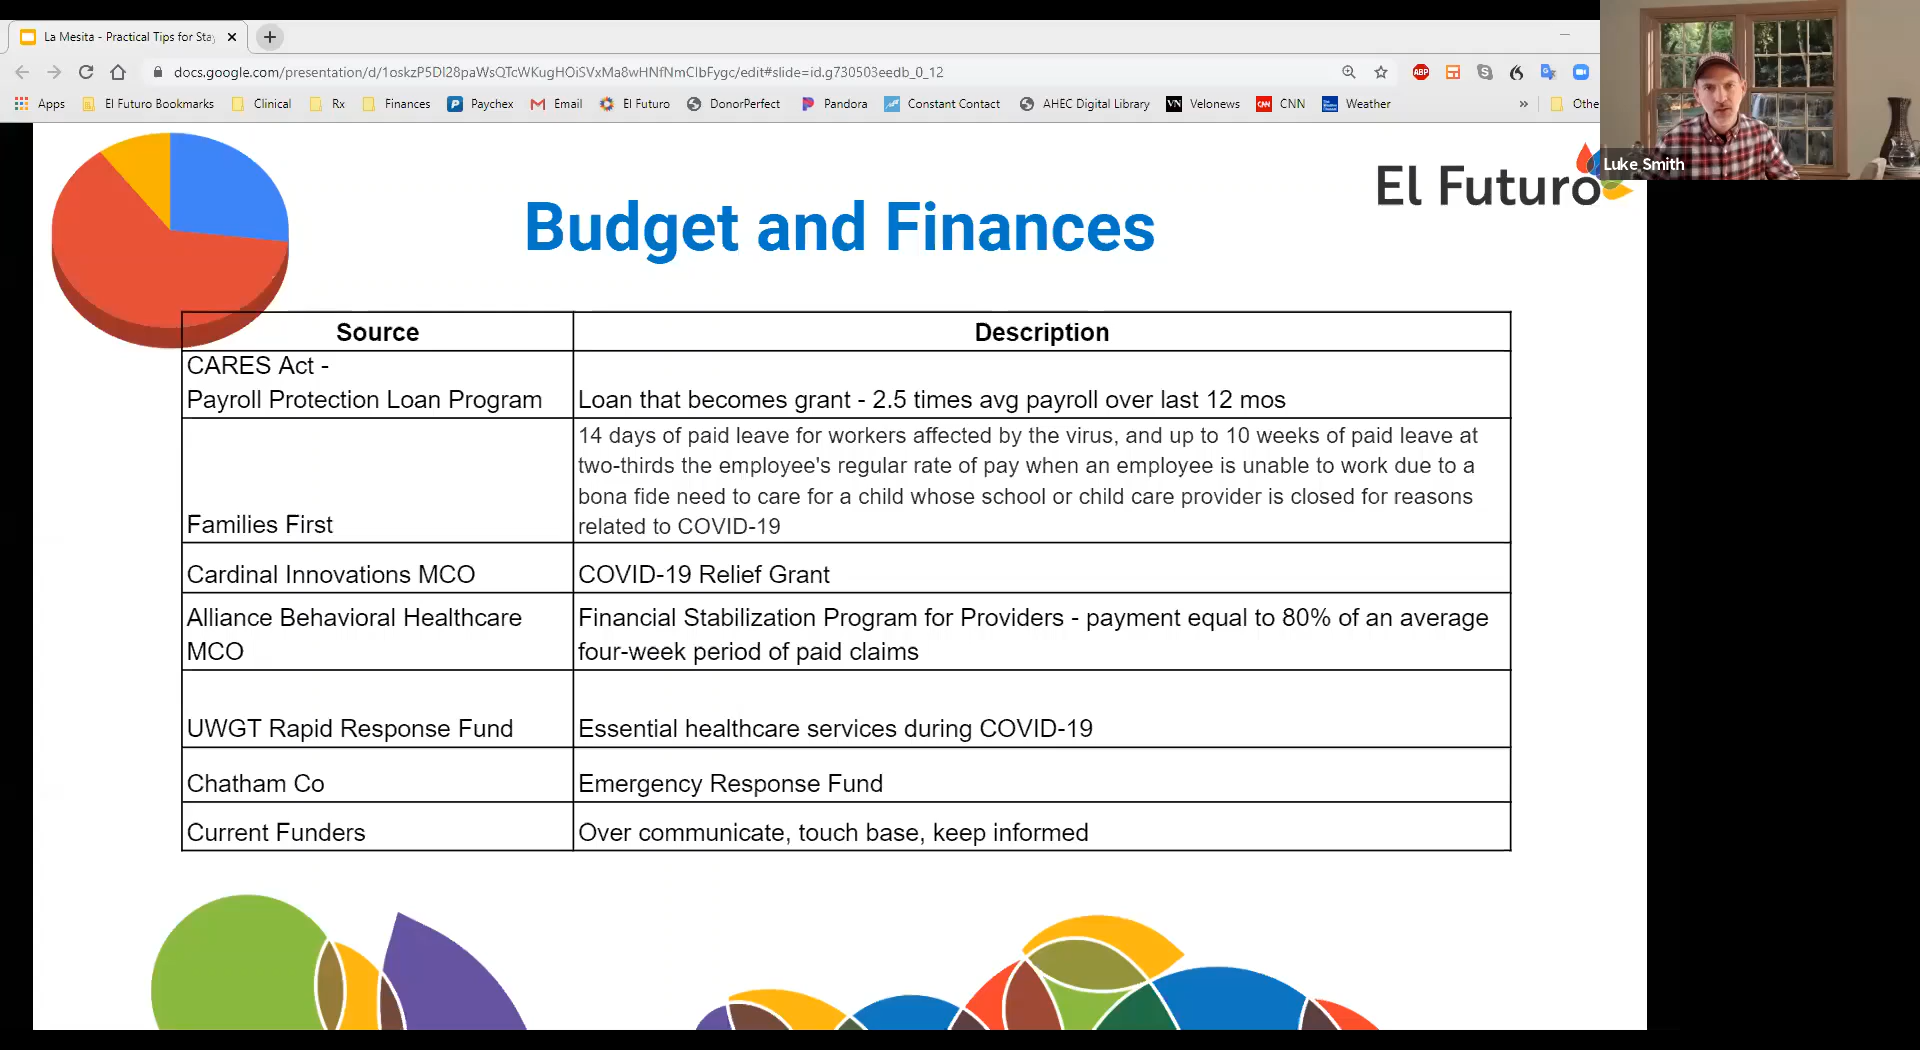 La Mesita - Practical Tips for Stay
docs.google.com/presentation/d/1oskzP5DI28paWsQTcWKugHOiSVxMa8wHNfNmClbFygc/edit#slide=id.g730503eedb_0_12
ABP
Apps El Futuro Bookmarks Clinical Rx Finances Paychex Email El Futuro DonorPerfect Pandora Constant Contact AHEC Digital Library VN Velonews CNN CNN Weather » Othe
Luke Smith
El Futuro
Budget and Finances
Source Description
CARES Act -
Payroll Protection Loan Program Loan that becomes grant - 2.5 times avg payroll over last 12 mos
14 days of paid leave for workers affected by the virus, and up to 10 weeks of paid leave at
two-thirds the employee's regular rate of pay when an employee is unable to work due to a
bona fide need to care for a child whose school or child care provider is closed for reasons
Families First related to COVID-19
Cardinal Innovations MCO COVID-19 Relief Grant
Alliance Behavioral Healthcare Financial Stabilization Program for Providers - payment equal to 80% of an average
MCO four-week period of paid claims
UWGT Rapid Response Fund Essential healthcare services during COVID-19
Chatham Co Emergency Response Fund
Current Funders Over communicate, touch base, keep informed